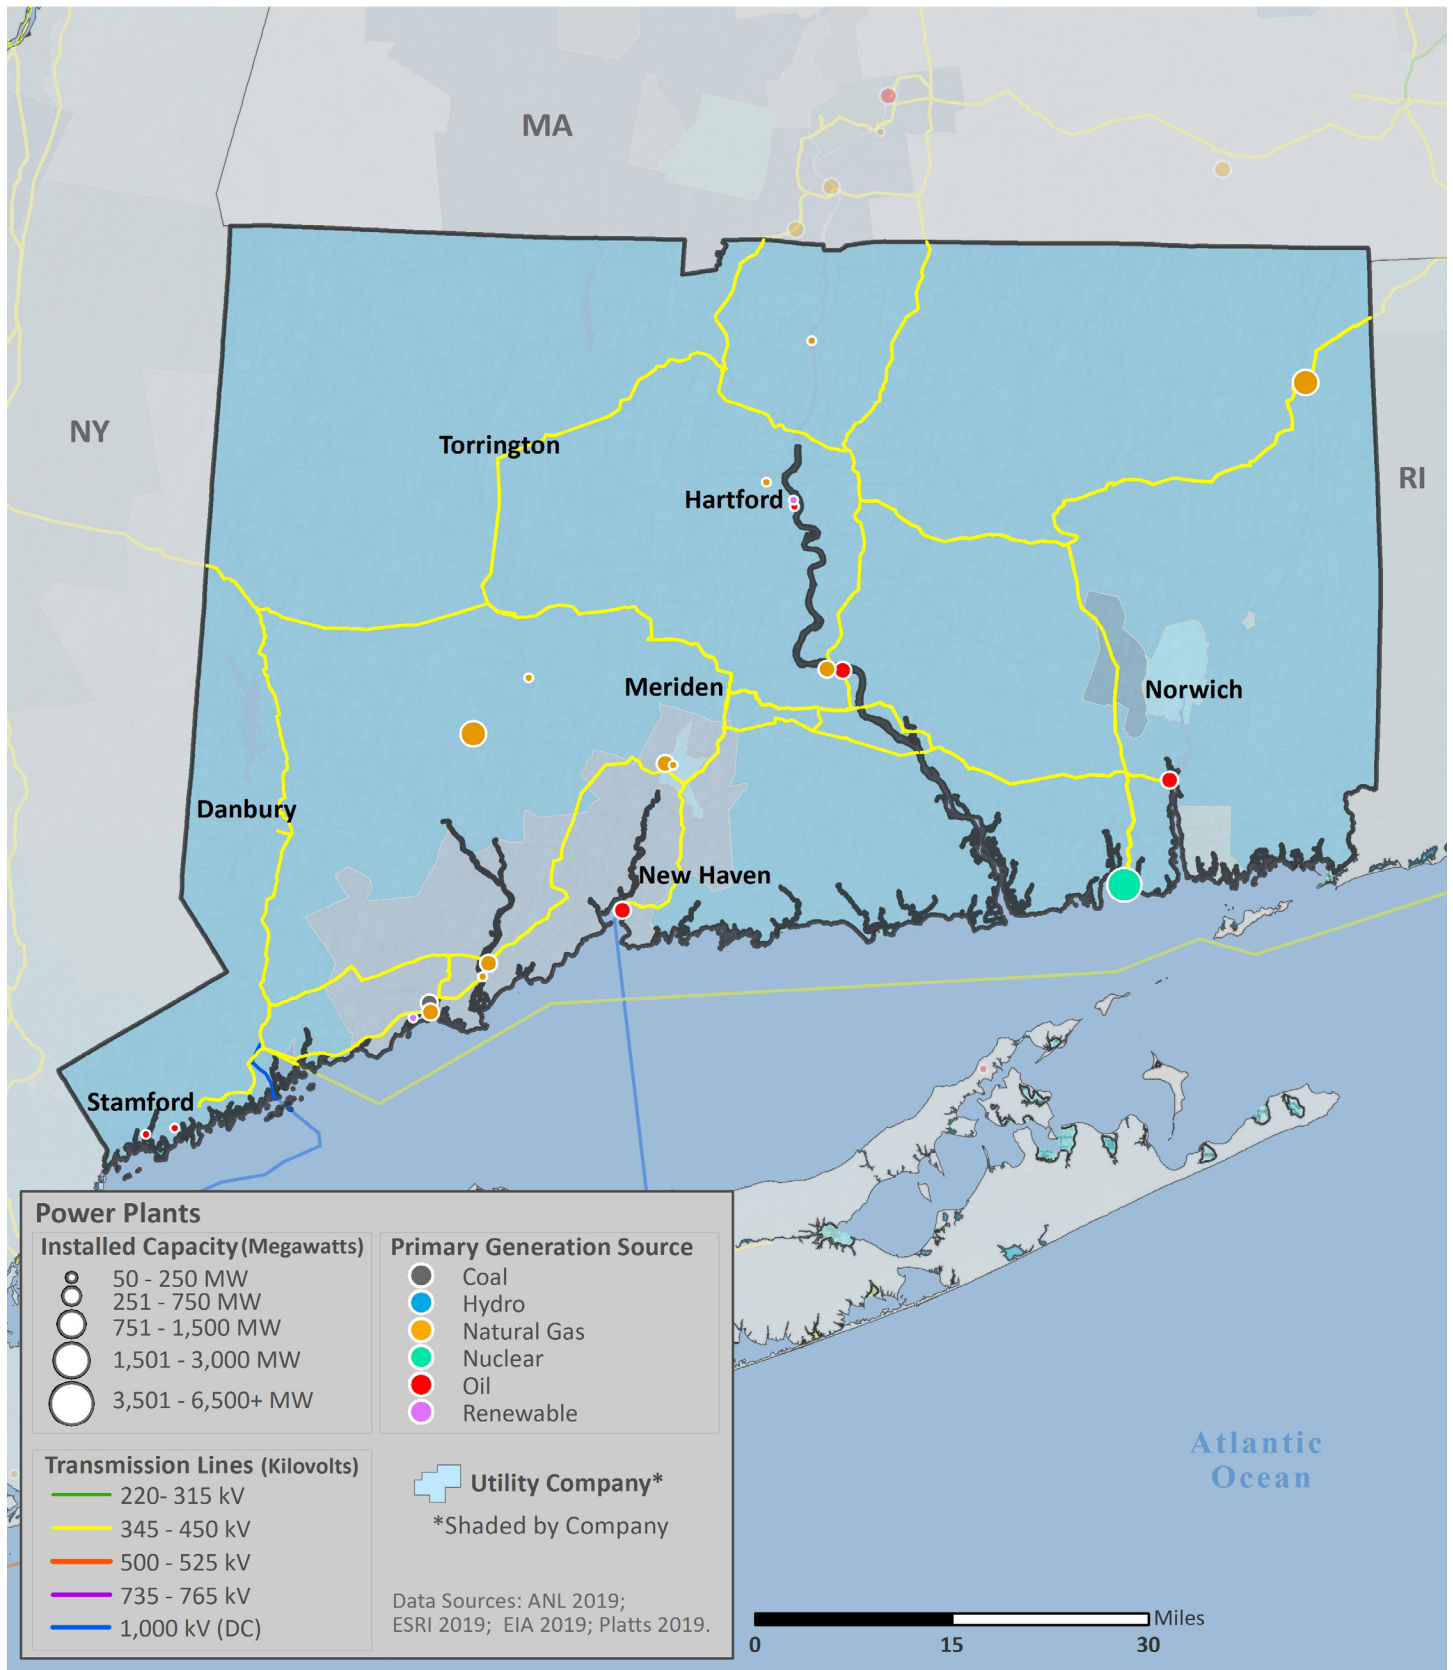 MA
NY
Torrington
RI
Hartford
Meriden
Norwich
Danbury
New Haven
Stamford
Power Plants
Installed Capacity (Megawatts)
50 - 250 MW
251 - 750 MW
751 - 1,500 MW
1,501 - 3,000 MW
3,501 - 6,500+ MW
Primary Generation Source
Coal
Hydro
Natural Gas
Nuclear
Oil
Renewable
Transmission Lines (Kilovolts)
220- 315 kV
345 - 450 kV
500 - 525 kV
735 - 765 kV
1,000 kV (DC)
Utility Company*
*Shaded by Company
Data Sources: ANL 2019;
ESRI 2019; EIA 2019; Platts 2019.
Atlantic
Ocean
Miles
0 15 30